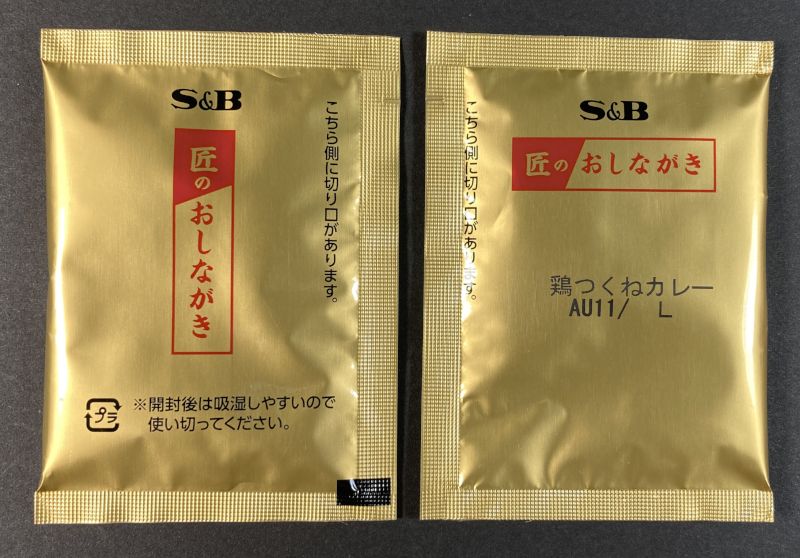 S&B
匠のおしながき
こちら側に切り口があります。
プラ
※開封後は吸湿しやすいので
使い切ってください。
S&B
匠のおしながき
こちら側に切り口があります。
鶏つくねカレー
AU11/ L